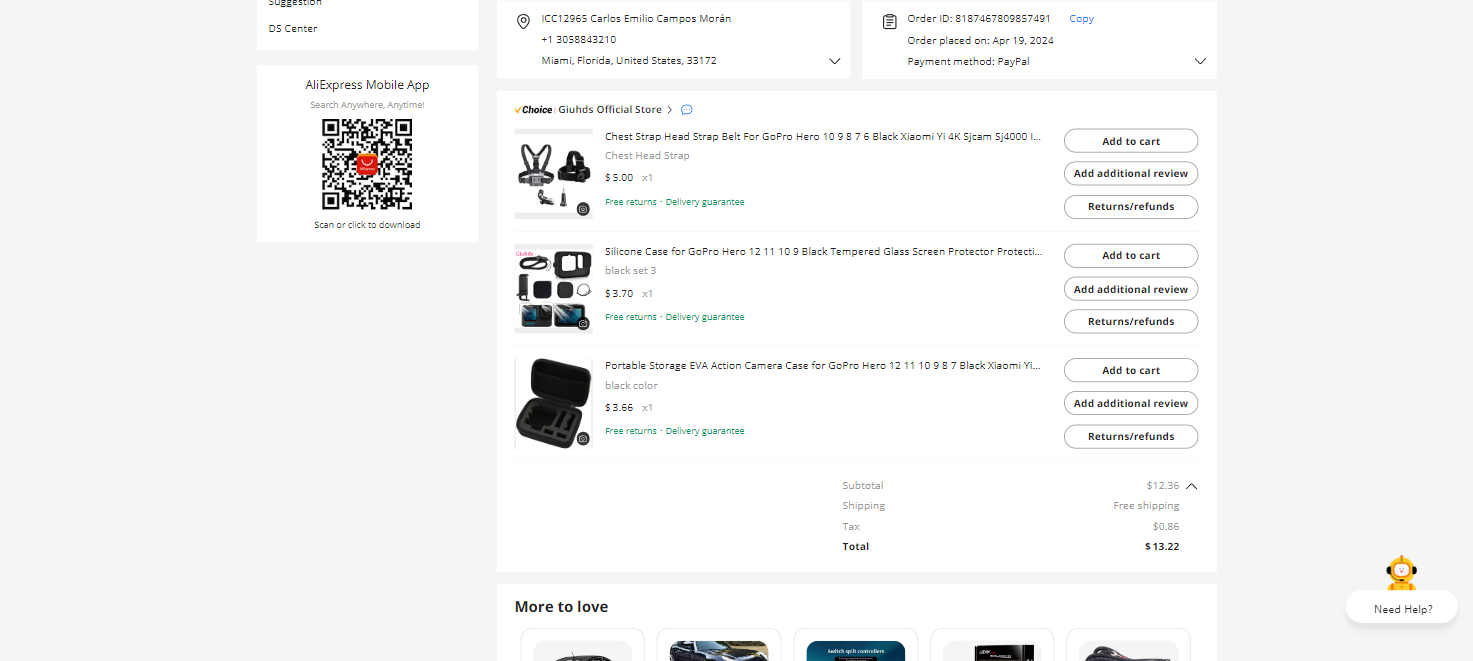 Suggestion
DS Center
AliExpress Mobile App
Search Anywhere, Anytime!
Scan or click to download
ICC12965 Carlos Emilio Campos Morán
+1 3058843210
Miami, Florida, United States, 33172
Order ID: 8187467809857491 Copy
Order placed on: Apr 19, 2024
Payment method: PayPal
Choice Giuhds Official Store
Chest Strap Head Strap Belt For GoPro Hero 10 9 8 7 6 Black Xiaomi Yi 4K Sjcam Sj4000 I...
Chest Head Strap
$5.00 x1
Free returns · Delivery guarantee
Add to cart
Add additional review
Returns/refunds
Giuhds
Silicone Case for GoPro Hero 12 11 10 9 Black Tempered Glass Screen Protector Protecti...
black set 3
$3.70 x1
Free returns · Delivery guarantee
Add to cart
Add additional review
Returns/refunds
Portable Storage EVA Action Camera Case for GoPro Hero 12 11 10 9 8 7 Black Xiaomi Yi...
black color
$3.66 x1
Free returns · Delivery guarantee
Add to cart
Add additional review
Returns/refunds
Subtotal $12.36
Shipping Free shipping
Tax $0.86
Total $13.22
More to love
Switch split controllers
Need Help?